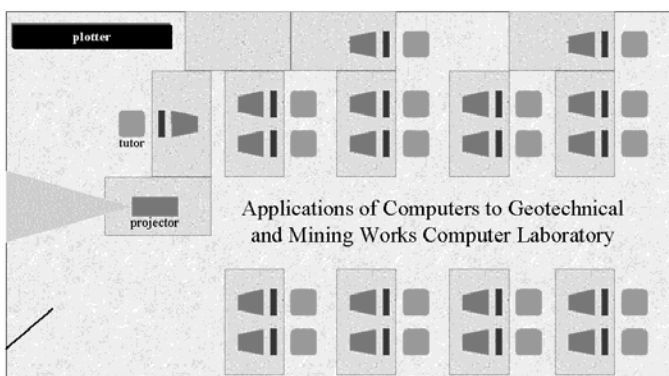 plotter
tutor
projector
Applications of Computers to Geotechnical
and Mining Works Computer Laboratory